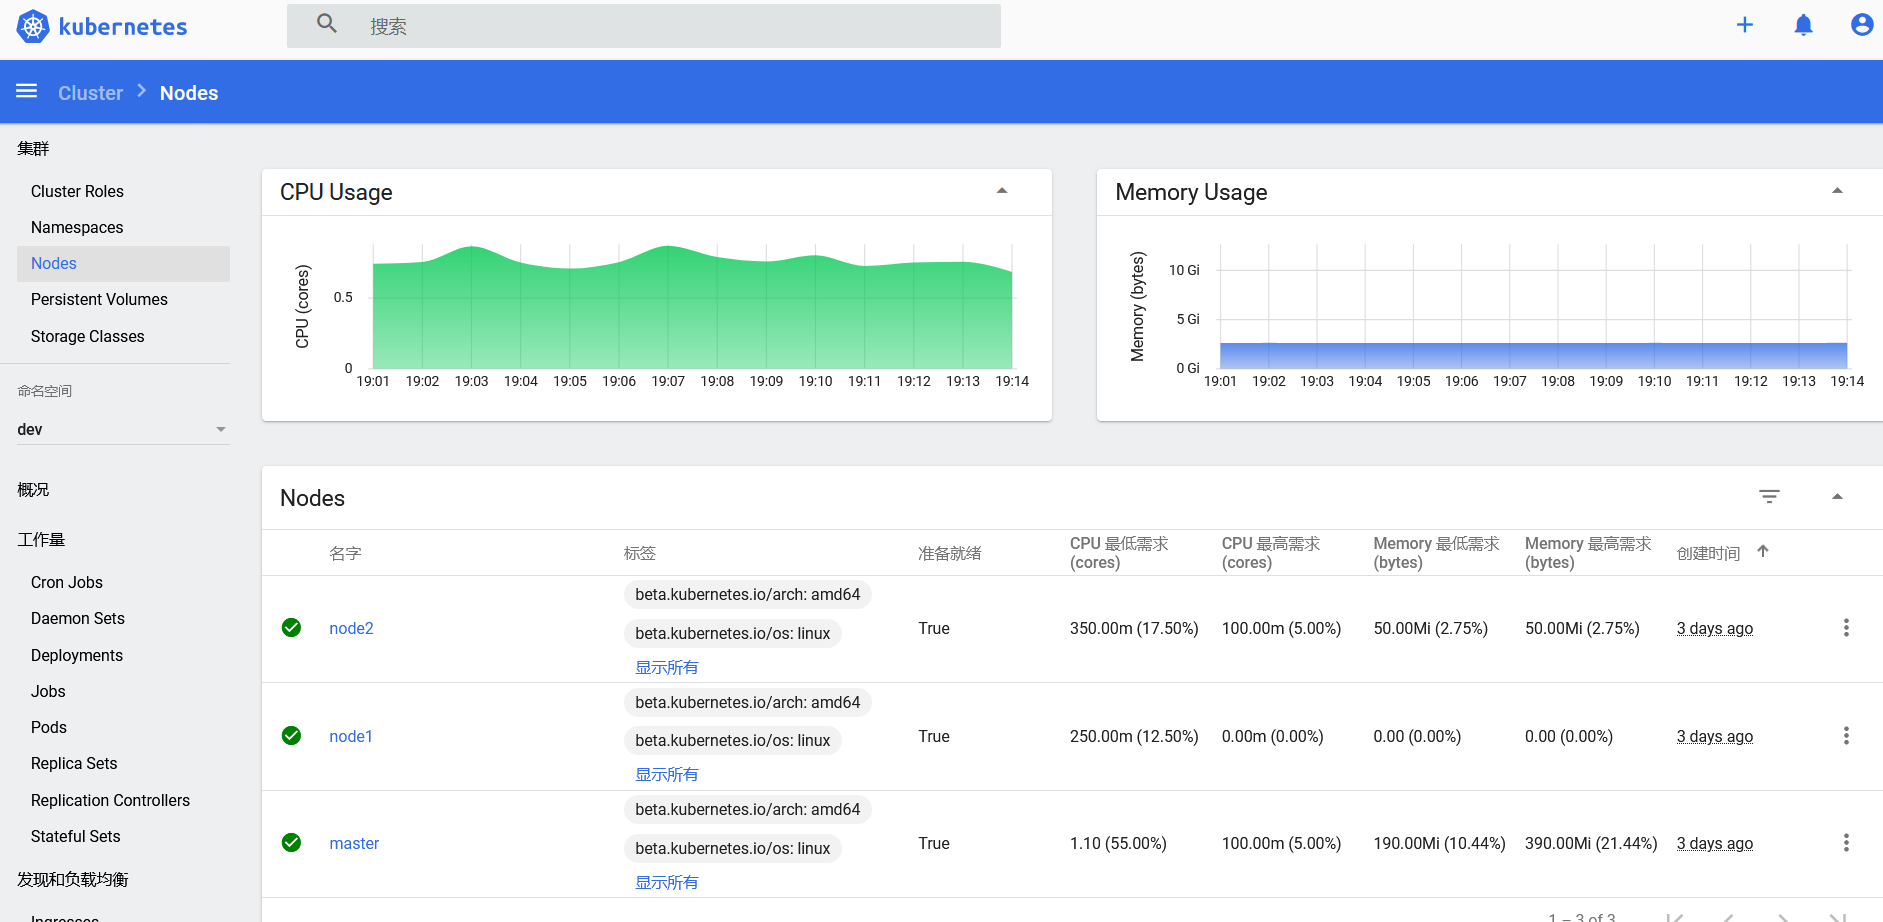 kubernetes
搜索
Cluster
Nodes
集群
Cluster Roles
Namespaces
Nodes
Persistent Volumes
Storage Classes
命名空间
dev
概况
工作量
Cron Jobs
Daemon Sets
Deployments
Jobs
Pods
Replica Sets
Replication Controllers
Stateful Sets
发现和负载均衡
Ingresses
CPU Usage
CPU (cores)
0.5
0
19:01 19:02 19:03 19:04 19:05 19:06 19:07 19:08 19:09 19:10 19:11 19:12 19:13 19:14
Memory Usage
Memory (bytes)
10 Gi
5 Gi
0 Gi
19:01 19:02 19:03 19:04 19:05 19:06 19:07 19:08 19:09 19:10 19:11 19:12 19:13 19:14
Nodes
名字 标签 准备就绪 CPU 最低需求 (cores) CPU 最高需求 (cores) Memory 最低需求 (bytes) Memory 最高需求 (bytes) 创建时间
beta.kubernetes.io/arch: amd64
node2 beta.kubernetes.io/os: linux True 350.00m (17.50%) 100.00m (5.00%) 50.00Mi (2.75%) 50.00Mi (2.75%) 3 days ago
显示所有
beta.kubernetes.io/arch: amd64
node1 beta.kubernetes.io/os: linux True 250.00m (12.50%) 0.00m (0.00%) 0.00 (0.00%) 0.00 (0.00%) 3 days ago
显示所有
beta.kubernetes.io/arch: amd64
master beta.kubernetes.io/os: linux True 1.10 (55.00%) 100.00m (5.00%) 190.00Mi (10.44%) 390.00Mi (21.44%) 3 days ago
显示所有
1 – 3 of 3